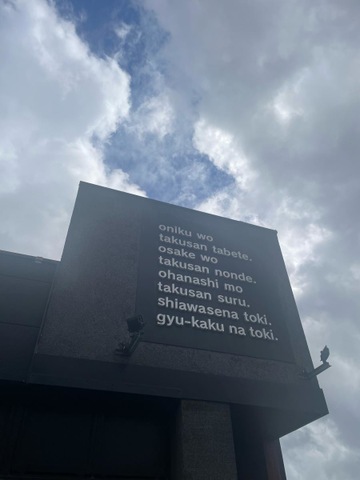 oniku wo
takusan tabete.
osake wo
takusan nonde.
ohanashi mo
takusan suru.
shiawasena toki.
gyu-kaku na toki.